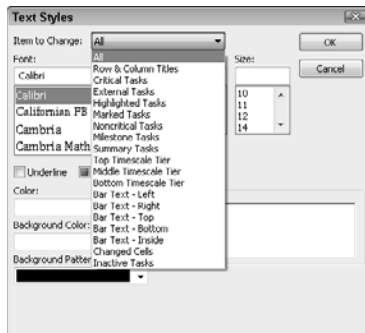 Text Styles
Item to Change: All
OK
Font:
Size:
Cancel
Calibri
Calibri
Californian FB
Cambria
Cambria Math
10
11
12
14
All
Row & Column Titles
Critical Tasks
External Tasks
Highlighted Tasks
Marked Tasks
Noncritical Tasks
Milestone Tasks
Summary Tasks
Top Timescale Tier
Middle Timescale Tier
Bottom Timescale Tier
Bar Text - Left
Bar Text - Right
Bar Text - Top
Bar Text - Bottom
Bar Text - Inside
Changed Cells
Inactive Tasks
Underline
Color:
Background Color:
Background Patter